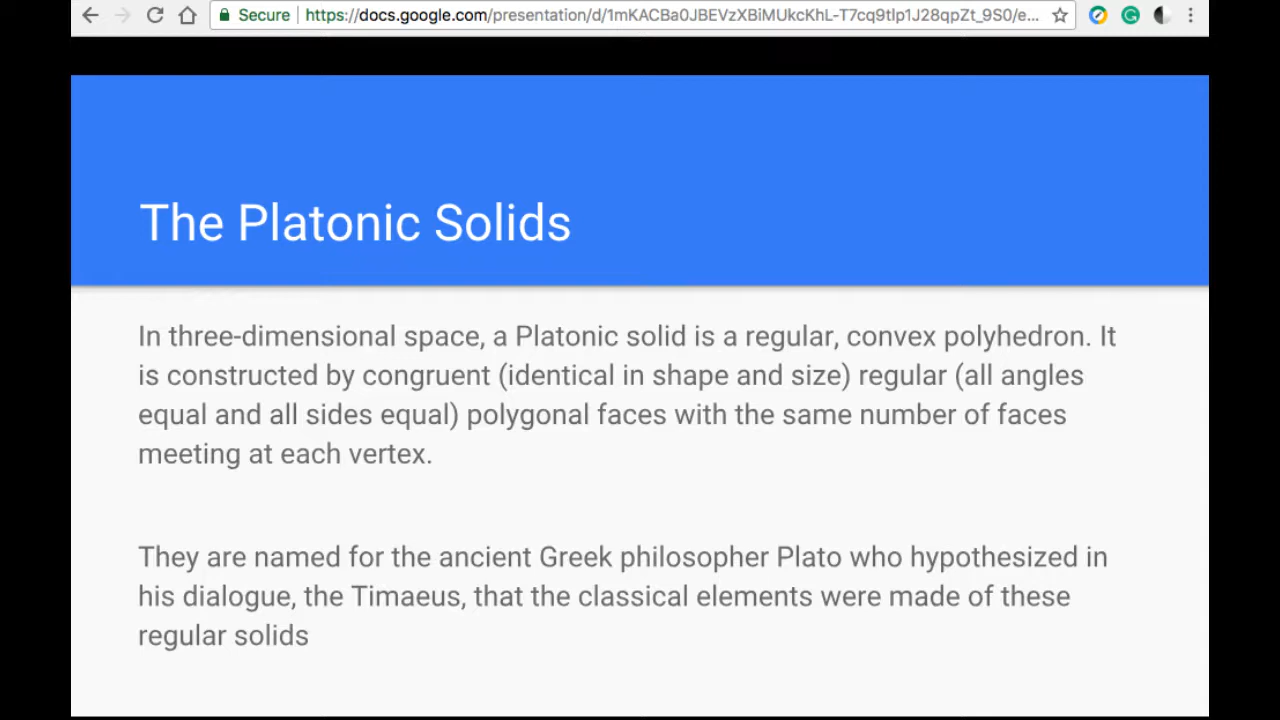 Secure
https://docs.google.com/presentation/d/1mKACBa0JBEVzXBiMUkcKhL-T7cq9tIp1J28qpZt_9S0/e...
The Platonic Solids
In three-dimensional space, a Platonic solid is a regular, convex polyhedron. It
is constructed by congruent (identical in shape and size) regular (all angles
equal and all sides equal) polygonal faces with the same number of faces
meeting at each vertex.
They are named for the ancient Greek philosopher Plato who hypothesized in
his dialogue, the Timaeus, that the classical elements were made of these
regular solids